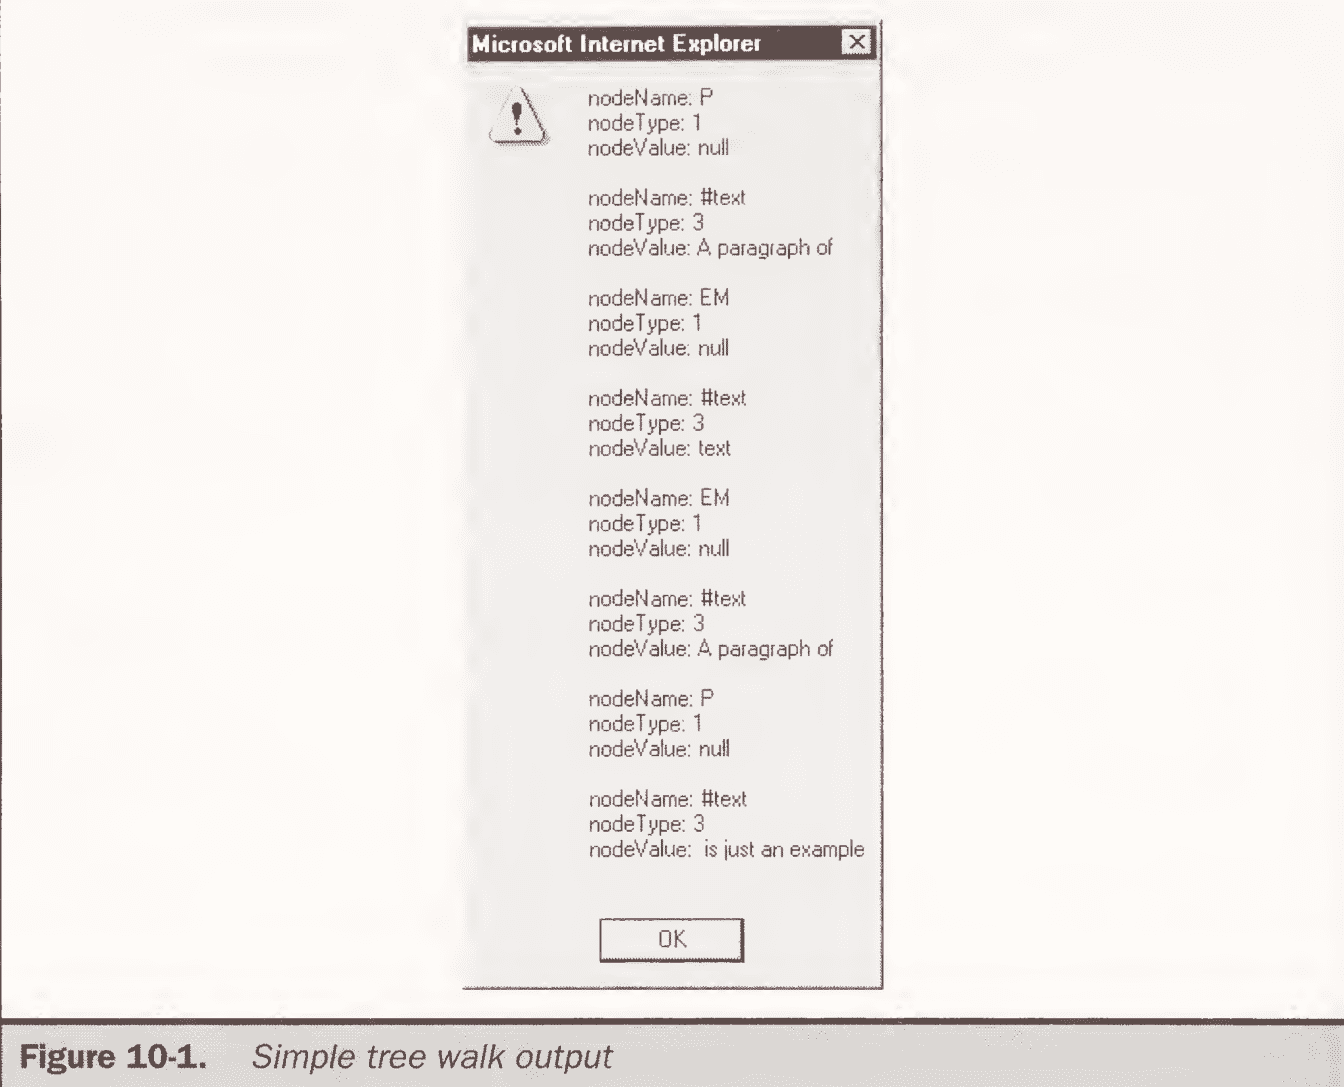 Microsoft Internet Explorer
nodeName: P
nodeType: 1
nodeValue: null
nodeName: #text
nodeType: 3
nodeValue: A paragraph of
nodeName: EM
nodeType: 1
nodeValue: null
nodeName: #text
nodeType: 3
nodeValue: text
nodeName: EM
nodeType: 1
nodeValue: null
nodeName: #text
nodeType: 3
nodeValue: A paragraph of
nodeName: P
nodeType: 1
nodeValue: null
nodeName: #text
nodeType: 3
nodeValue:  is just an example
OK
Figure 10-1. Simple tree walk output